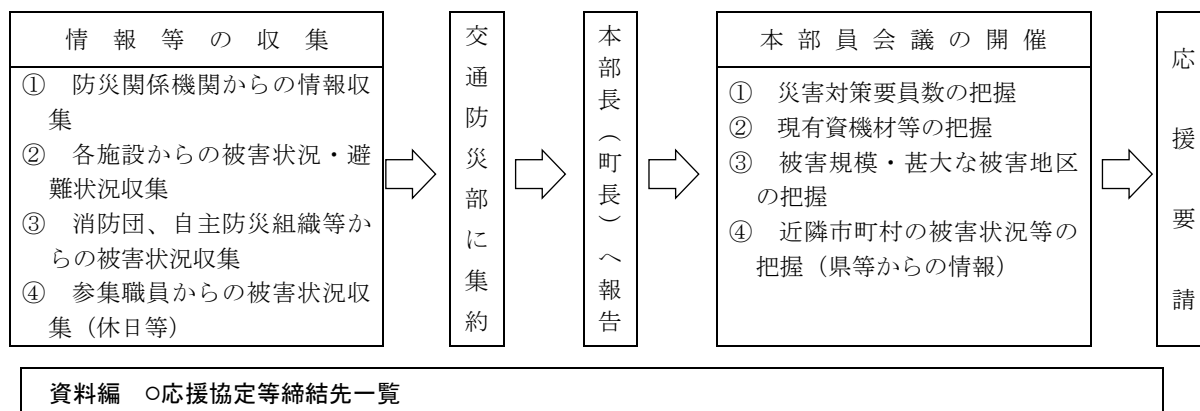 情報等の収集
① 防災関係機関からの情報収
集
② 各施設からの被害状況・避
難状況収集
③ 消防団、自主防災組織等か
らの被害状況収集
④ 参集職員からの被害状況収
集（休日等）
交通防災部に集約
本部長（町長）へ報告
本部員会議の開催
① 災害対策要員数の把握
② 現有資機材等の把握
③ 被害規模・甚大な被害地区
の把握
④ 近隣市町村の被害状況等の
把握（県等からの情報）
応援要請
資料編 ○応援協定等締結先一覧